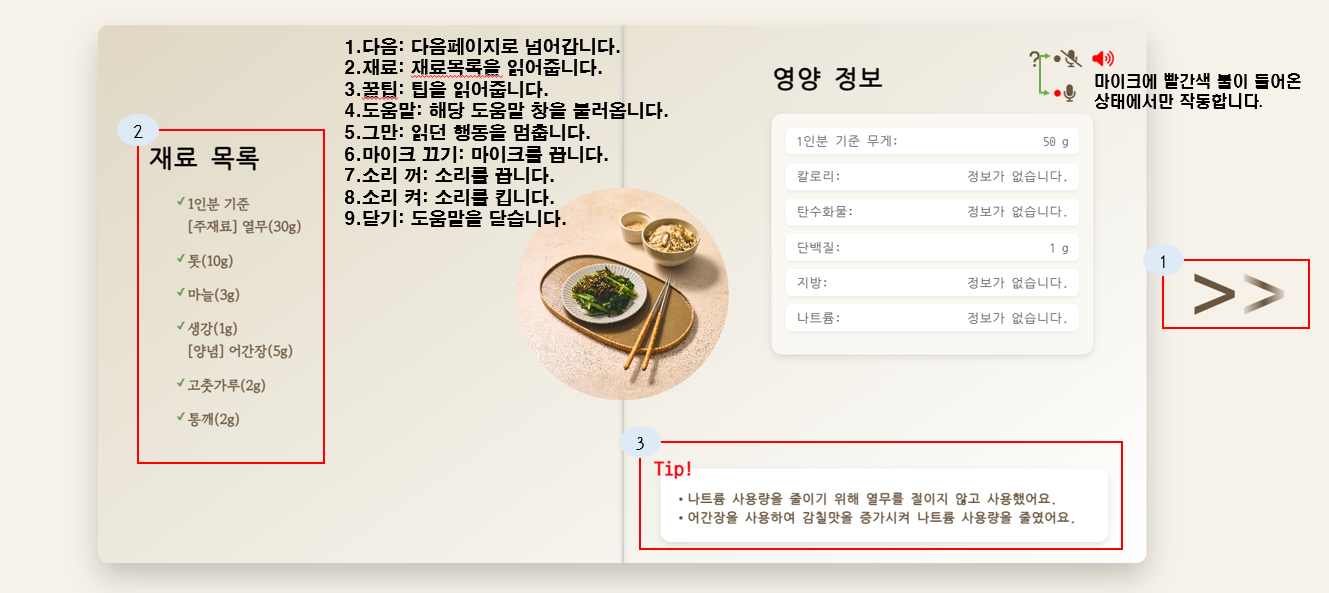 1.다음: 다음페이지로 넘어갑니다.
2.재료: 재료목록을 읽어줍니다.
3.꿀팁: 팁을 읽어줍니다.
4.도움말: 해당 도움말 창을 불러옵니다.
5.그만: 읽던 행동을 멈춥니다.
6.마이크 끄기: 마이크를 끕니다.
7.소리 꺼: 소리를 끕니다.
8.소리 켜: 소리를 킵니다.
9.닫기: 도움말을 닫습니다.
2
재료 목록
✓1인분 기준
[주재료] 열무(30g)
✓톳(10g)
✓마늘(3g)
✓생강(1g)
[양념] 어간장(5g)
✓고춧가루(2g)
✓통깨(2g)
영양 정보
?
마이크에 빨간색 불이 들어온
상태에서만 작동합니다.
1인분 기준 무게: 50 g
칼로리: 정보가 없습니다.
탄수화물: 정보가 없습니다.
단백질: 1 g
지방: 정보가 없습니다.
나트륨: 정보가 없습니다.
1
>>
3
Tip!
• 나트륨 사용량을 줄이기 위해 열무를 절이지 않고 사용했어요.
• 어간장을 사용하여 감칠맛을 증가시켜 나트륨 사용량을 줄였어요.